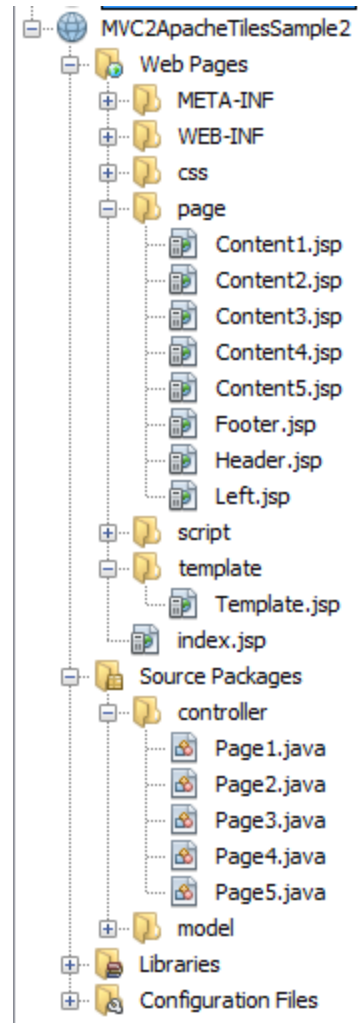 MVC2ApacheTilesSample2
Web Pages
META-INF
WEB-INF
css
page
Content1.jsp
Content2.jsp
Content3.jsp
Content4.jsp
Content5.jsp
Footer.jsp
Header.jsp
Left.jsp
script
template
Template.jsp
index.jsp
Source Packages
controller
Page1.java
Page2.java
Page3.java
Page4.java
Page5.java
model
Libraries
Configuration Files